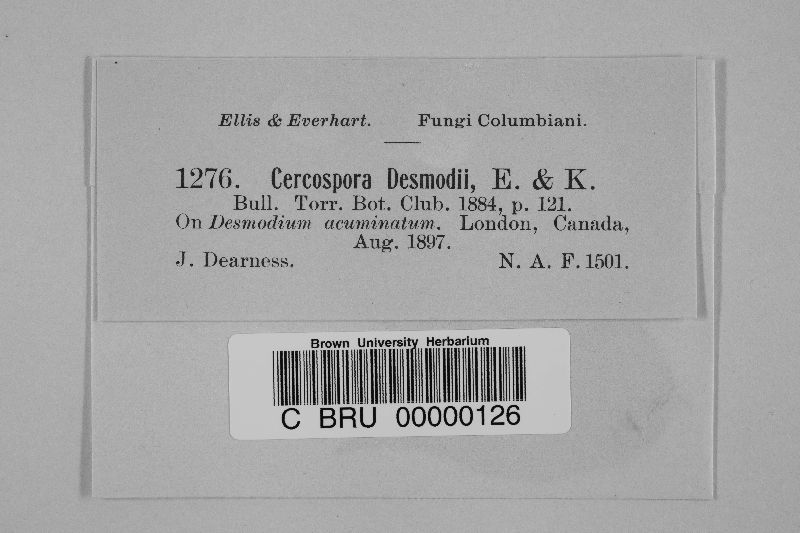 Ellis & Everhart. Fungi Columbiani.
1276. Cercospora Desmodii, E. & K.
Bull. Torr. Bot. Club. 1884, p. 121.
On Desmodium acuminatum. London, Canada,
Aug. 1897.
J. Dearness. N. A. F. 1501.
Brown University Herbarium
C BRU 00000126